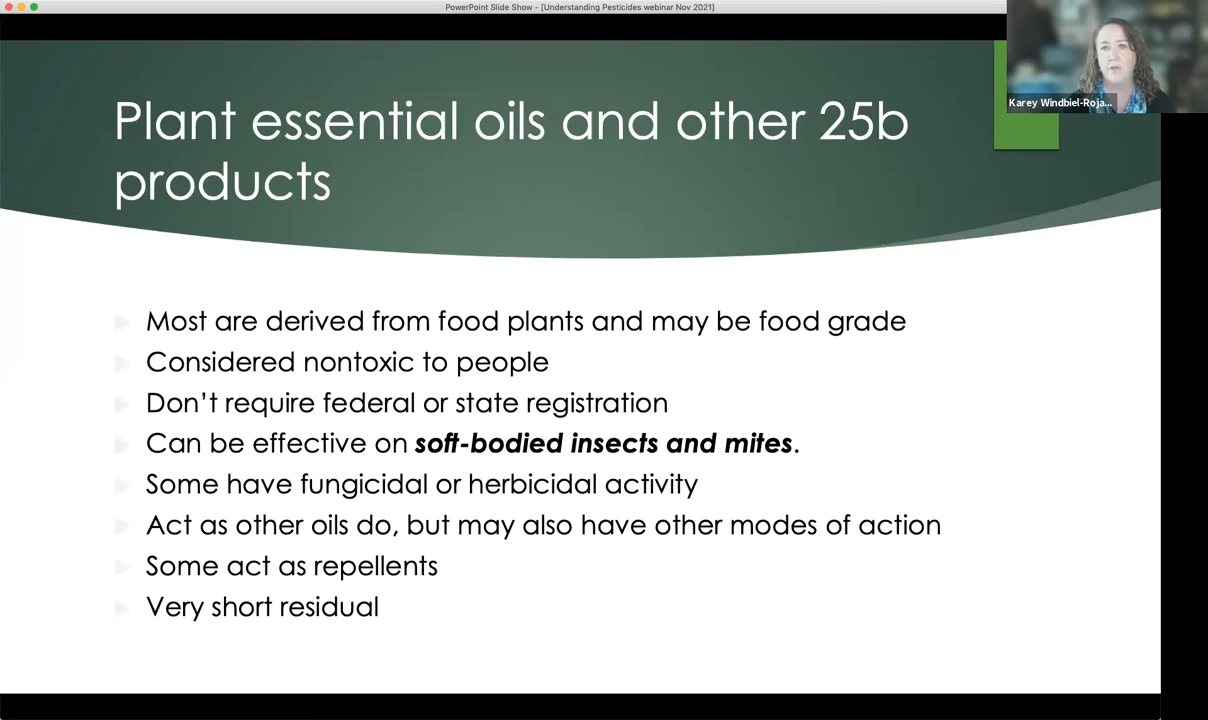 PowerPoint Slide Show - [Understanding Pesticides webinar Nov 2021]
Karey Windbiel-Roja...
Plant essential oils and other 25b
products
Most are derived from food plants and may be food grade
Considered nontoxic to people
Don't require federal or state registration
Can be effective on soft-bodied insects and mites.
Some have fungicidal or herbicidal activity
Act as other oils do, but may also have other modes of action
Some act as repellents
Very short residual